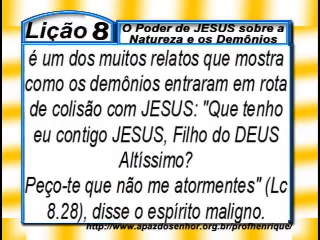 Lição 8
O Poder de JESUS sobre a
Natureza e os Demônios
é um dos muitos relatos que mostra
como os demônios entraram em rota
de colisão com JESUS: "Que tenho
eu contigo JESUS, Filho do DEUS
Altíssimo?
Peço-te que não me atormentes" (Lc
8.28), disse o espírito maligno.
http://www.apazdosenhor.org.br/profhenrique/